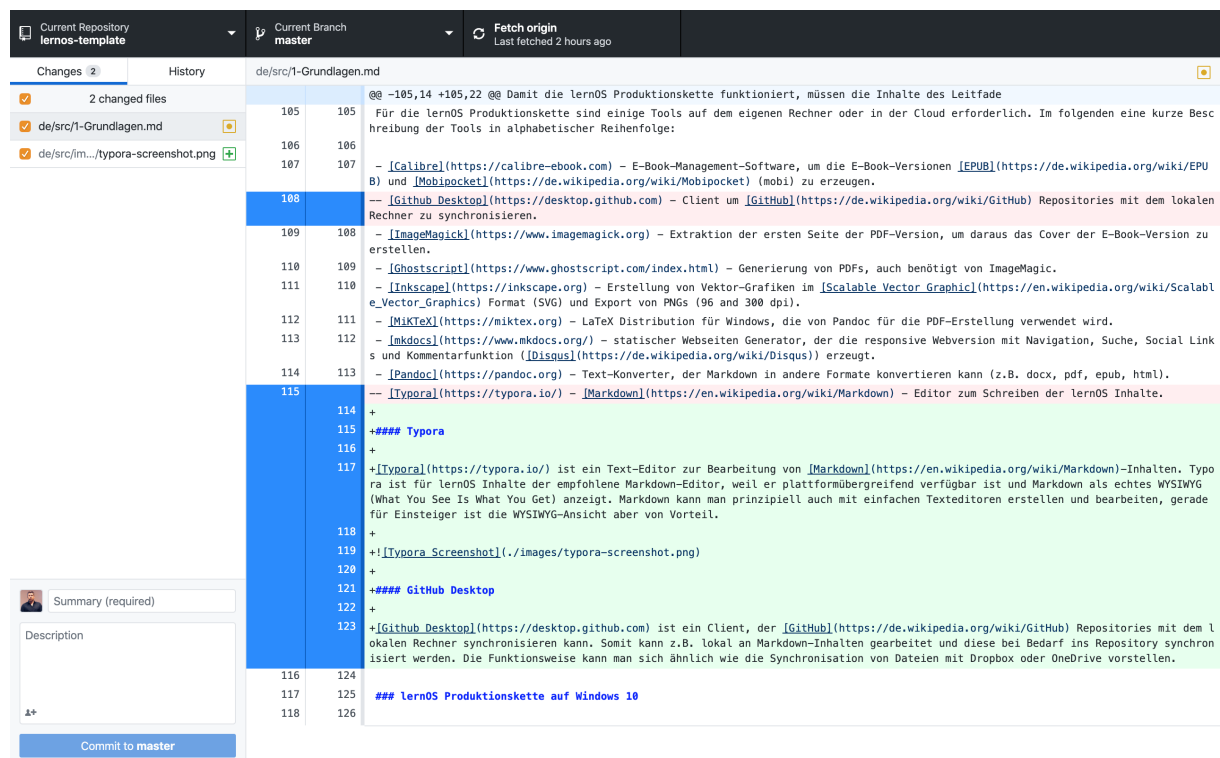 Current Repository
lernos-template
Current Branch
master
Fetch origin
Last fetched 2 hours ago
Changes 2
History
de/src/1-Grundlagen.md
2 changed files
de/src/1-Grundlagen.md
de/src/im.../typora-screenshot.png
@@ -105,14 +105,22 @@ Damit die lernOS Produktionskette funktioniert, müssen die Inhalte des Leitfade
105 105 Für die lernOS Produktionskette sind einige Tools auf dem eigenen Rechner oder in der Cloud erforderlich. Im folgenden eine kurze Besc
hreibung der Tools in alphabetischer Reihenfolge:
106 106
107 107 - [Calibre](https://calibre-ebook.com) - E-Book-Management-Software, um die E-Book-Versionen [EPUB](https://de.wikipedia.org/wiki/EPU
B) und [Mobipocket](https://de.wikipedia.org/wiki/Mobipocket) (mobi) zu erzeugen.
108 -- [Github Desktop](https://desktop.github.com) - Client um [GitHub](https://de.wikipedia.org/wiki/GitHub) Repositories mit dem lokalen
Rechner zu synchronisieren.
109 108 - [ImageMagick](https://www.imagemagick.org) - Extraktion der ersten Seite der PDF-Version, um daraus das Cover der E-Book-Version zu
erstellen.
110 109 - [Ghostscript](https://www.ghostscript.com/index.html) - Generierung von PDFs, auch benötigt von ImageMagic.
111 110 - [Inkscape](https://inkscape.org) - Erstellung von Vektor-Grafiken im [Scalable Vector Graphic](https://en.wikipedia.org/wiki/Scalabl
e_Vector_Graphics) Format (SVG) und Export von PNGs (96 and 300 dpi).
112 111 - [MiKTeX](https://miktex.org) - LaTeX Distribution für Windows, die von Pandoc für die PDF-Erstellung verwendet wird.
113 112 - [mkdocs](https://www.mkdocs.org/) - statischer Webseiten Generator, der die responsive Webversion mit Navigation, Suche, Social Link
s und Kommentarfunktion ([Disqus](https://de.wikipedia.org/wiki/Disqus)) erzeugt.
114 113 - [Pandoc](https://pandoc.org) - Text-Konverter, der Markdown in andere Formate konvertieren kann (z.B. docx, pdf, epub, html).
115 -- [Typora](https://typora.io/) - [Markdown](https://en.wikipedia.org/wiki/Markdown) - Editor zum Schreiben der lernOS Inhalte.
114 +
115 +#### Typora
116 +
117 +[Typora](https://typora.io/) ist ein Text-Editor zur Bearbeitung von [Markdown](https://en.wikipedia.org/wiki/Markdown)-Inhalten. Typo
ra ist für lernOS Inhalte der empfohlene Markdown-Editor, weil er plattformübergreifend verfügbar ist und Markdown als echtes WYSIWYG
(What You See Is What You Get) anzeigt. Markdown kann man prinzipiell auch mit einfachen Texteditoren erstellen und bearbeiten, gerade
für Einsteiger ist die WYSIWYG-Ansicht aber von Vorteil.
118 +
119 +![Typora Screenshot](./images/typora-screenshot.png)
120 +
121 +#### GitHub Desktop
122 +
123 +[Github Desktop](https://desktop.github.com) ist ein Client, der [GitHub](https://de.wikipedia.org/wiki/GitHub) Repositories mit dem l
okalen Rechner synchronisieren kann. Somit kann z.B. lokal an Markdown-Inhalten gearbeitet und diese bei Bedarf ins Repository synchron
isiert werden. Die Funktionsweise kann man sich ähnlich wie die Synchronisation von Dateien mit Dropbox oder OneDrive vorstellen.
116 124
117 125 ### lernOS Produktionskette auf Windows 10
118 126
Summary (required)
Description
Commit to master